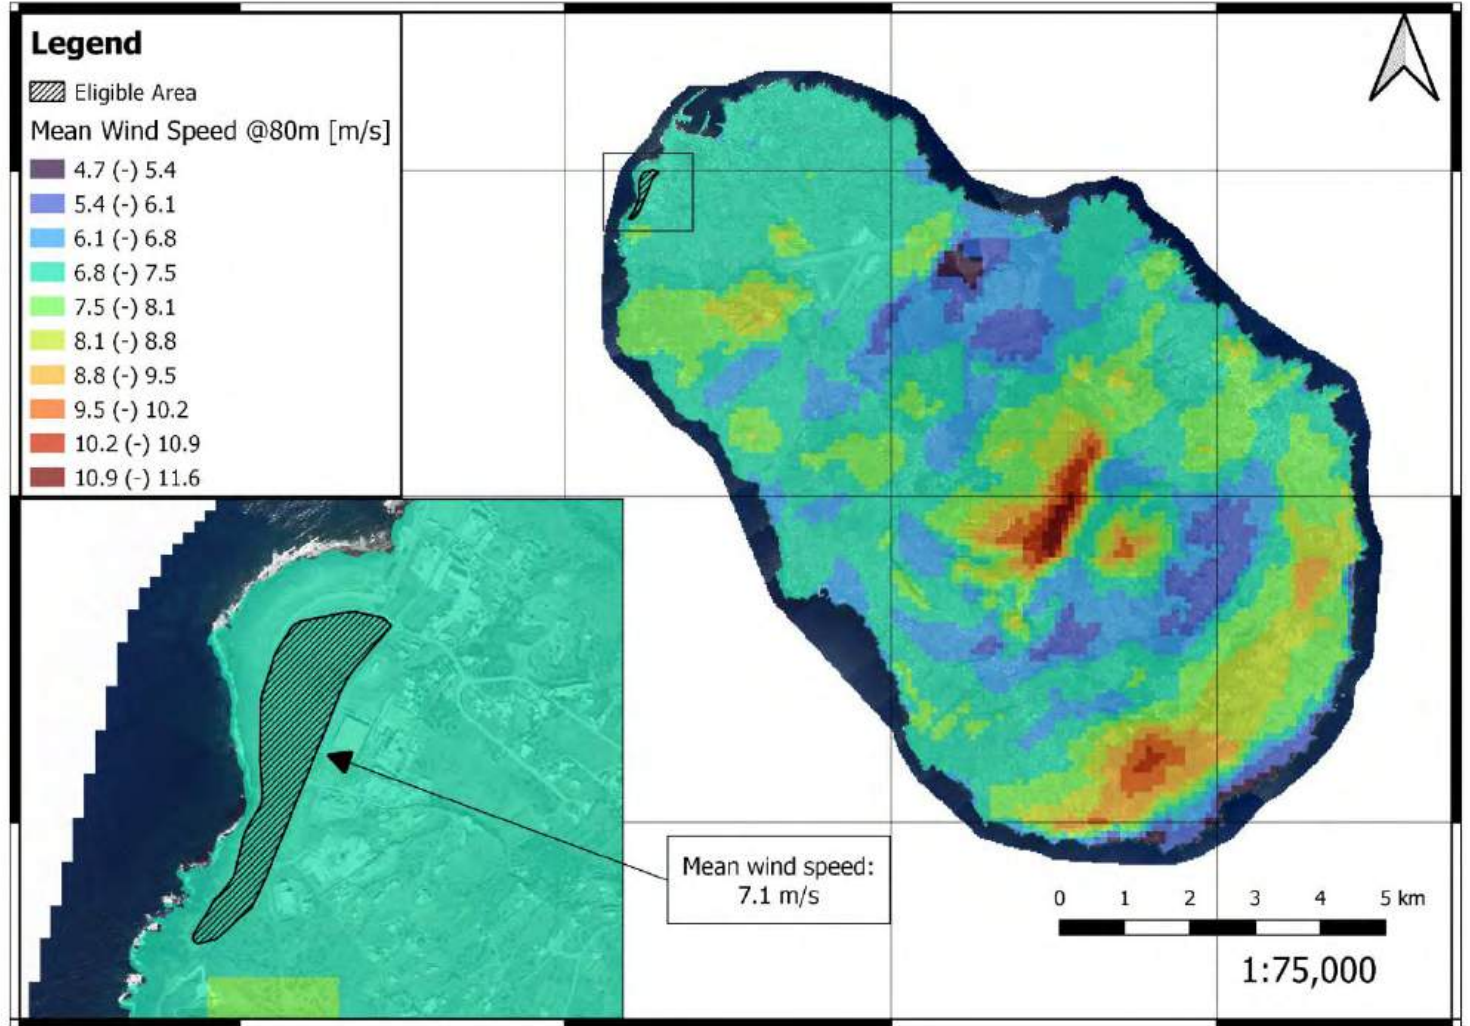 Legend
Eligible Area
Mean Wind Speed @80m [m/s]
4.7 (-) 5.4
5.4 (-) 6.1
6.1 (-) 6.8
6.8 (-) 7.5
7.5 (-) 8.1
8.1 (-) 8.8
8.8 (-) 9.5
9.5 (-) 10.2
10.2 (-) 10.9
10.9 (-) 11.6
Mean wind speed:
7.1 m/s
0 1 2 3 4 5 km
1:75,000